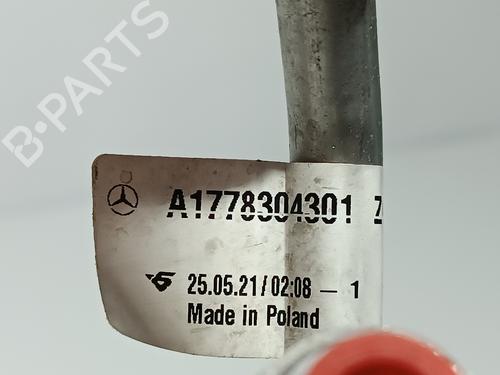 B-PARTS
A1778304301 Z
25.05.21/02:08 – 1
Made in Poland